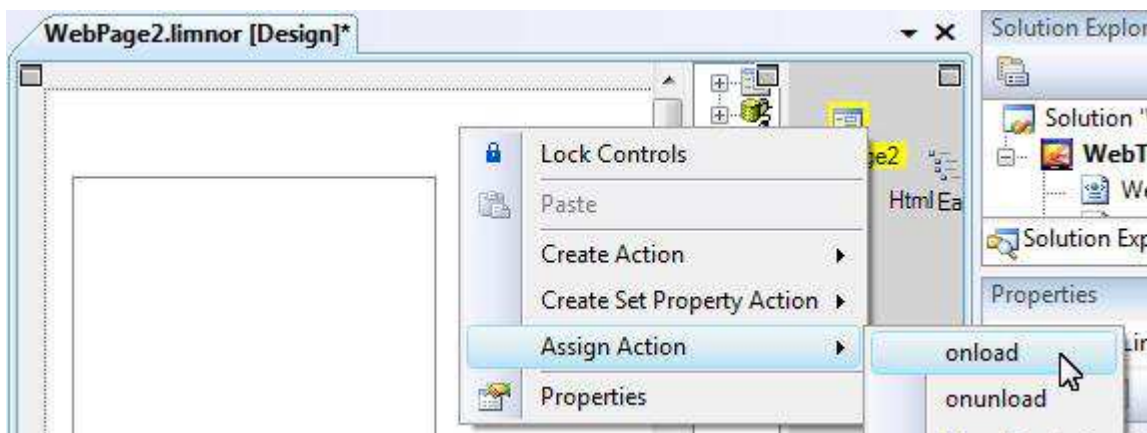 WebPage2.limnor [Design]*
Solution Explor
Solution "
WebT
We
Solution Exp
Properties
Lock Controls
Paste
Create Action
Create Set Property Action
Assign Action
Properties
ge2
Html Ea
onload
onunload